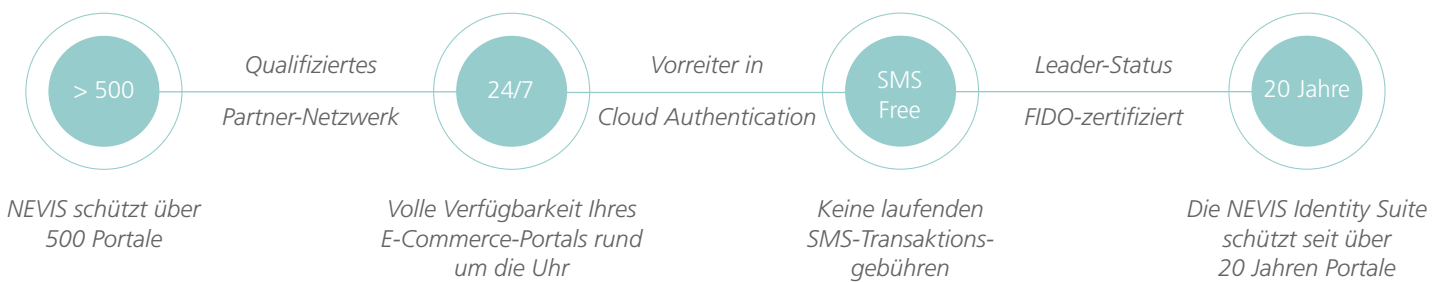 > 500
Qualifiziertes
Partner-Netzwerk
24/7
Vorreiter in
Cloud Authentication
SMS
Free
Leader-Status
FIDO-zertifiziert
20 Jahre
NEVIS schützt über
500 Portale
Volle Verfügbarkeit Ihres
E-Commerce-Portals rund
um die Uhr
Keine laufenden
SMS-Transaktions-
gebühren
Die NEVIS Identity Suite
schützt seit über
20 Jahren Portale